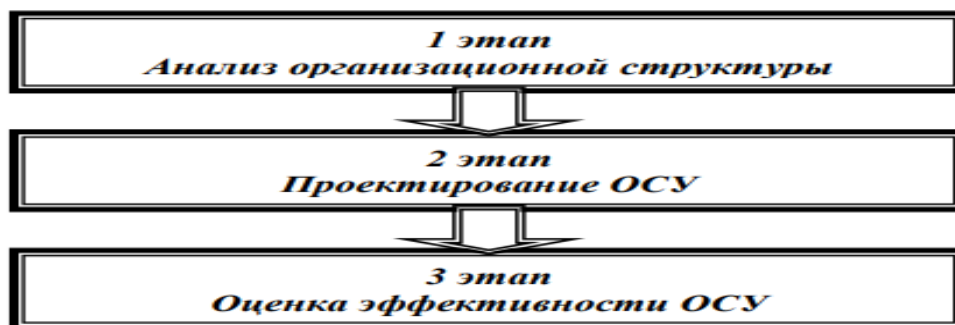 1 этап
Анализ организационной структуры
2 этап
Проектирование ОСУ
3 этап
Оценка эффективности ОСУ